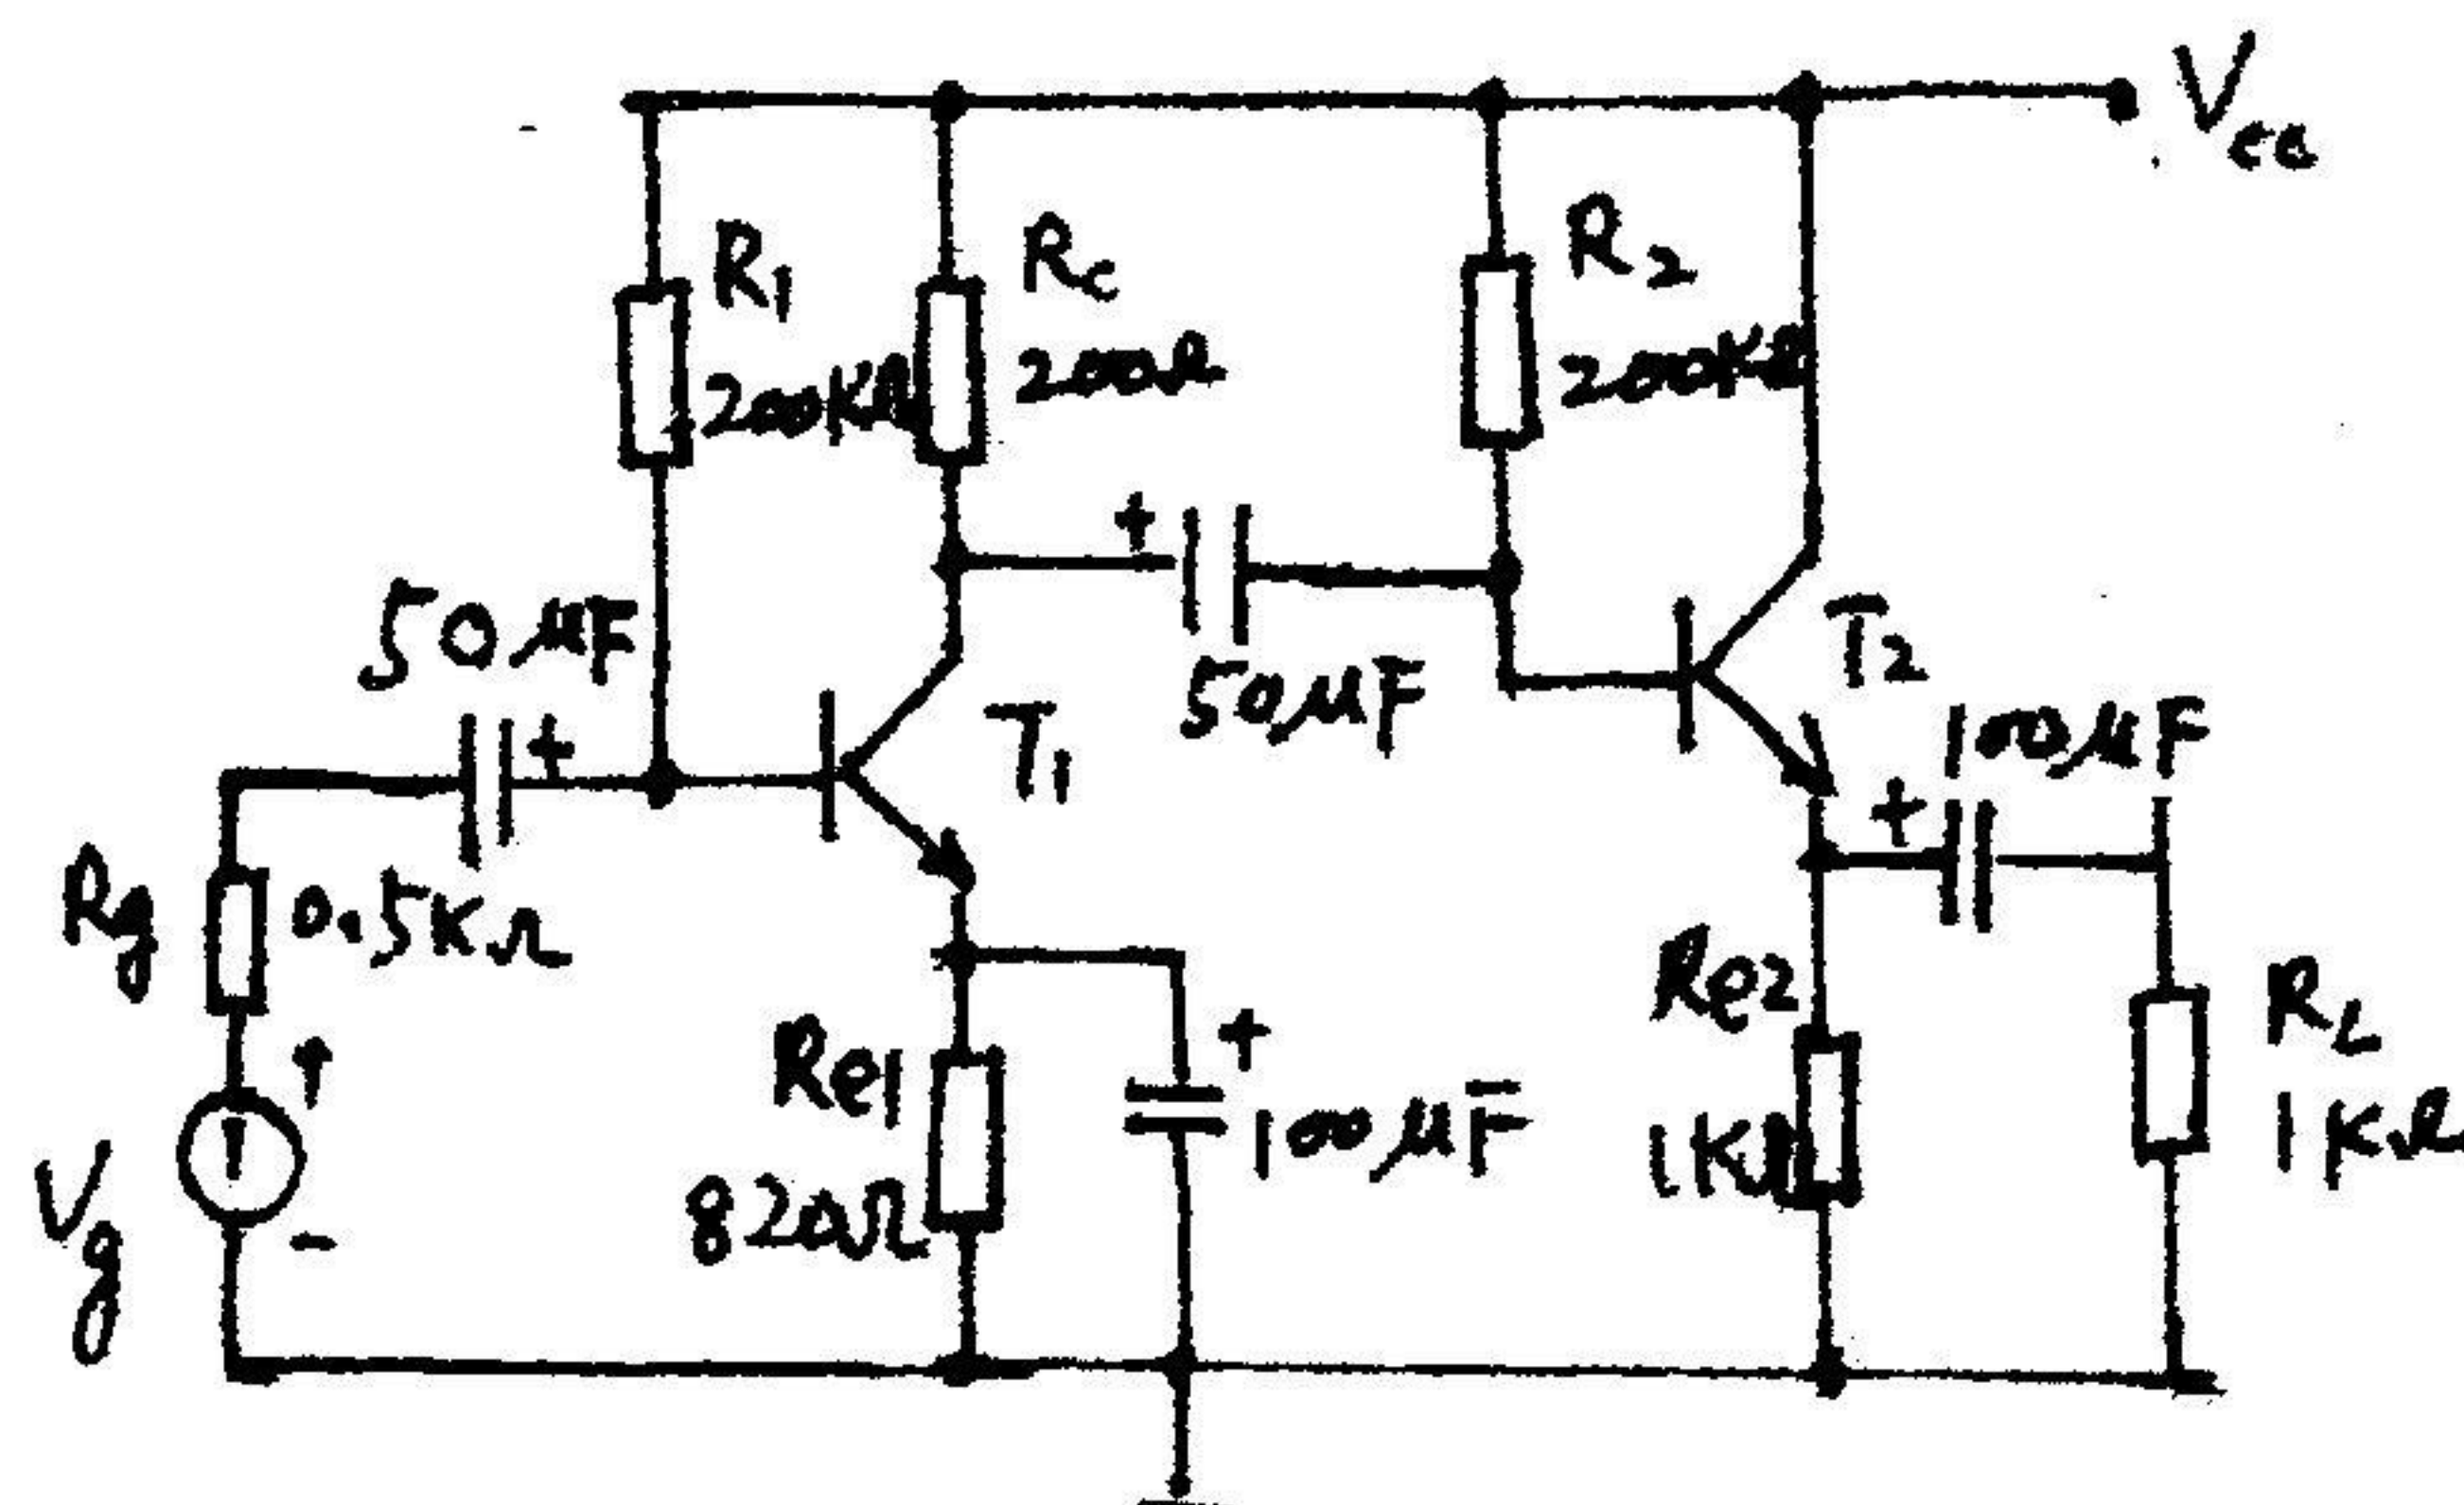 Vcc
R1
200KΩ
Rc
200Ω
R2
200KΩ
50μF
+
T1
+
50μF
T2
100μF
+
Rg
0.5KΩ
Vg
+
-
Re1
820Ω
+
100μF
Re2
1KΩ
RL
1KΩ